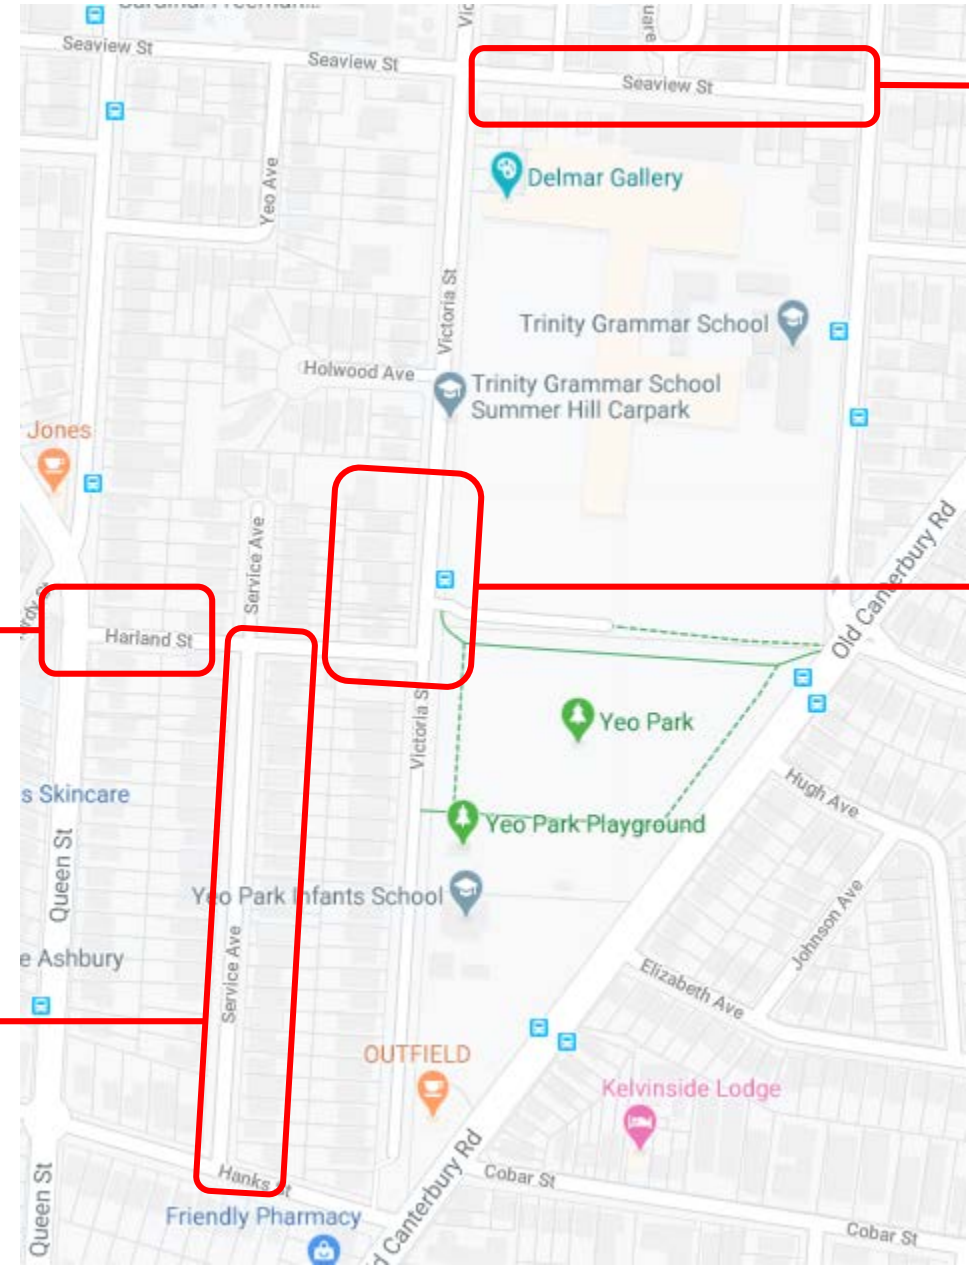 Seaview St
Seaview St
Seaview St
Yeo Ave
Delmar Gallery
Victoria St
Trinity Grammar School
Holwood Ave
Trinity Grammar School
Summer Hill Carpark
Jones
Service Ave
Old Canterbury Rd
Harland St
Victoria S
Yeo Park
Hugh Ave
s Skincare
Yeo Park Playground
Queen St
Yeo Park Infants School
Johnson Ave
e Ashbury
Service Ave
Elizabeth Ave
OUTFIELD
Kelvinside Lodge
Hanks St
Cobar St
Queen St
Friendly Pharmacy
d Canterbury Rd
Cobar St